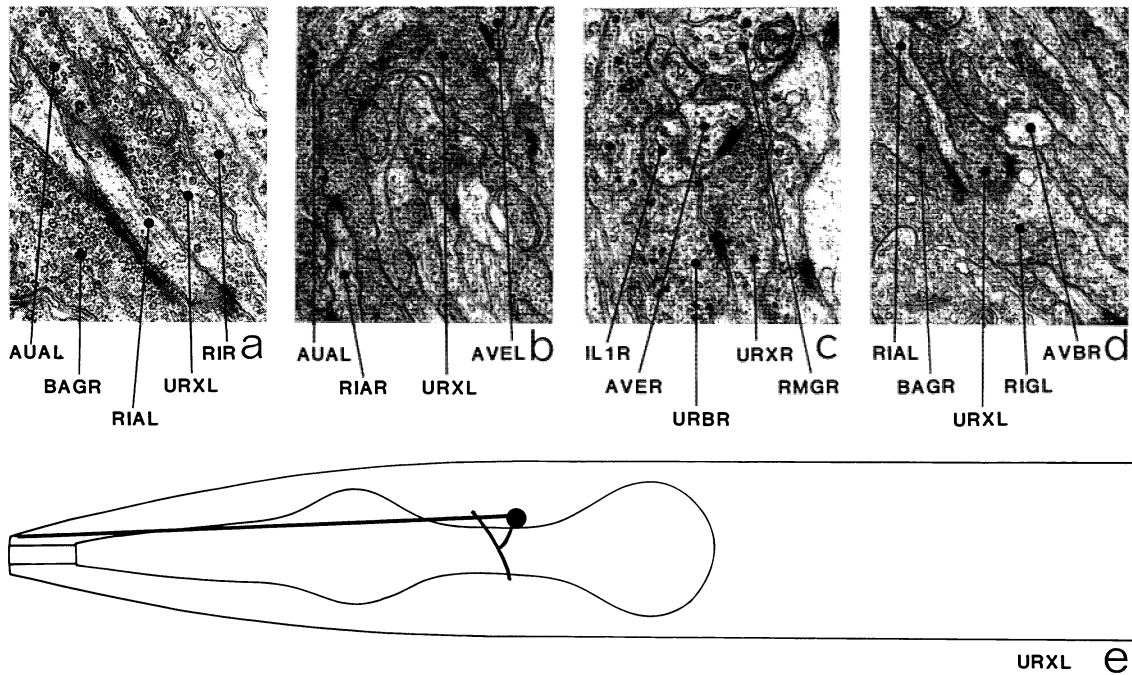 AUAL
RIR
a
BAGR
URXL
RIAL
AUAL
AVEL
b
RIAR
URXL
IL1R
URXR
c
AVER
RMGR
URBR
RIAL
AVBR
d
BAGR
RIGL
URXL
URXL
e